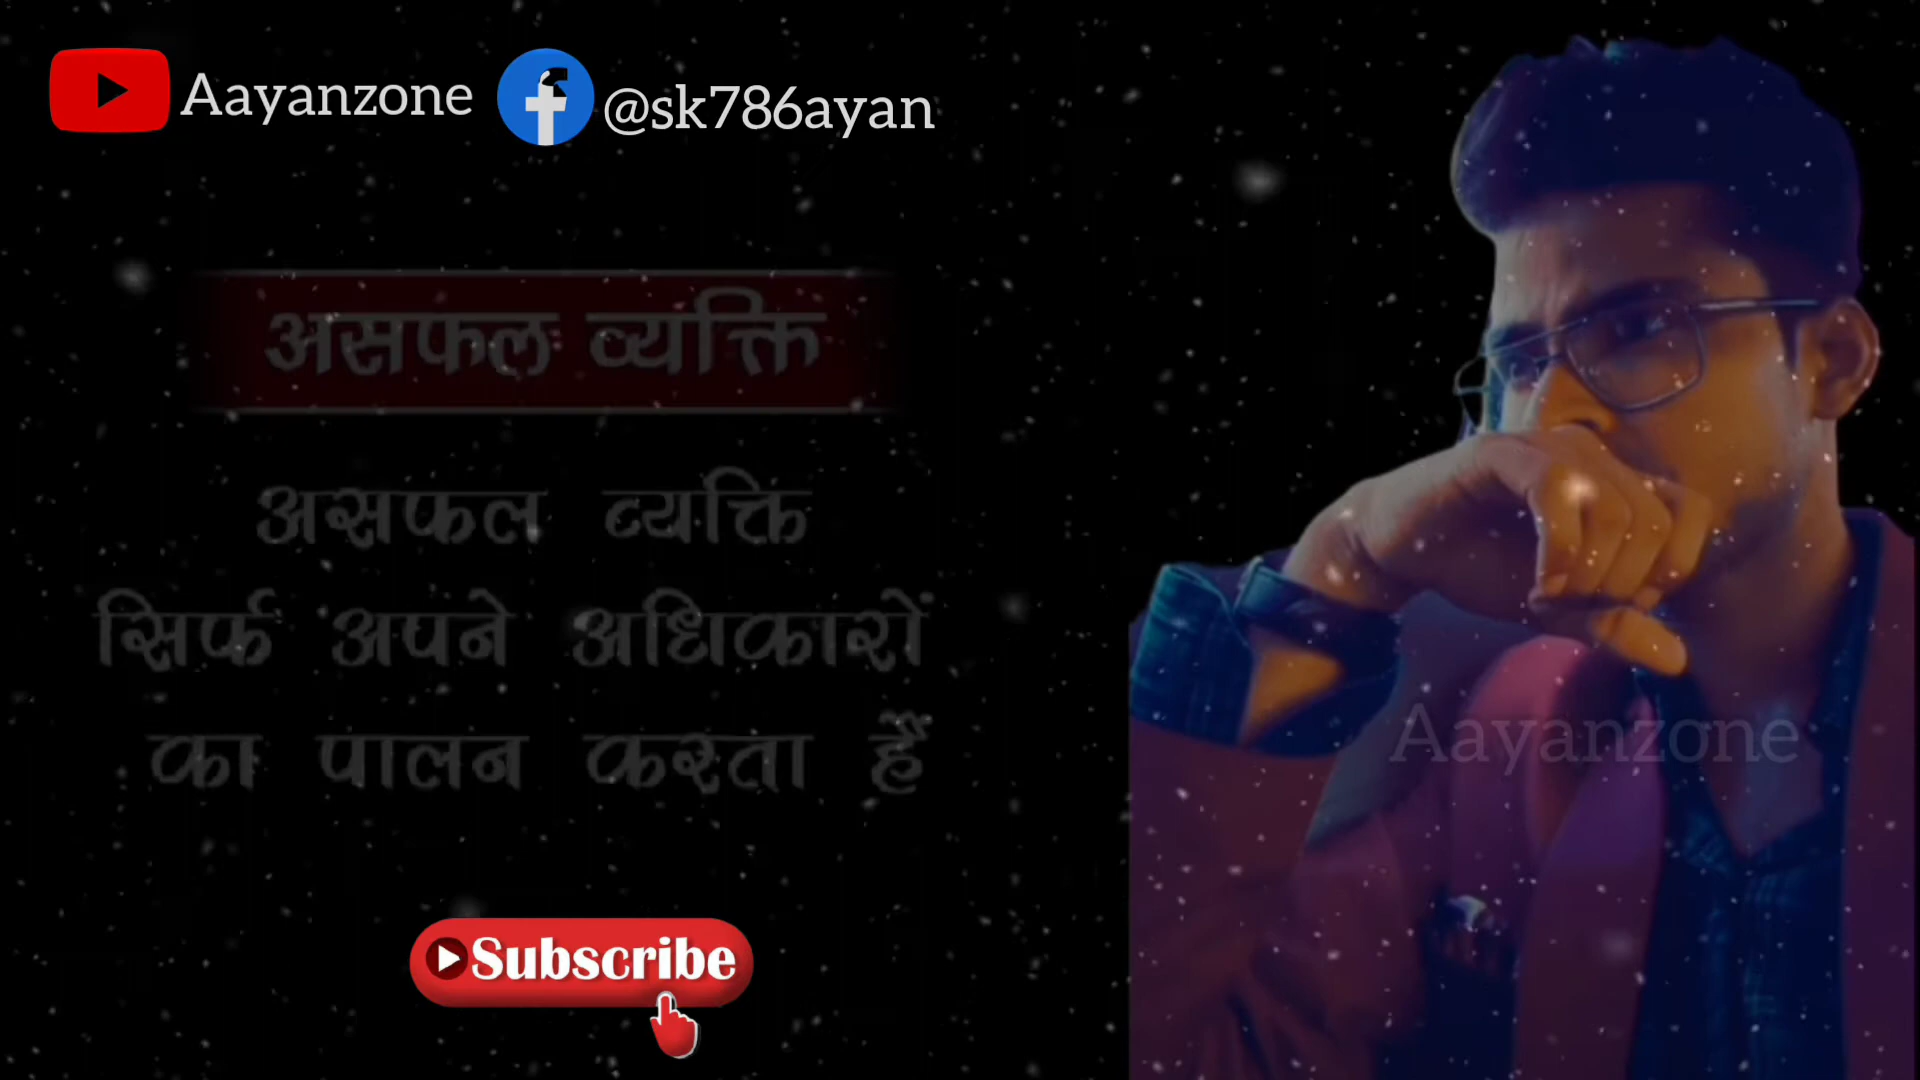 Aayanzone
@sk786ayan
असफल व्यक्ति
असफल व्यक्ति
सिर्फ अपने अधिकारों
का पालन करता हैं
Aayanzone
Subscribe